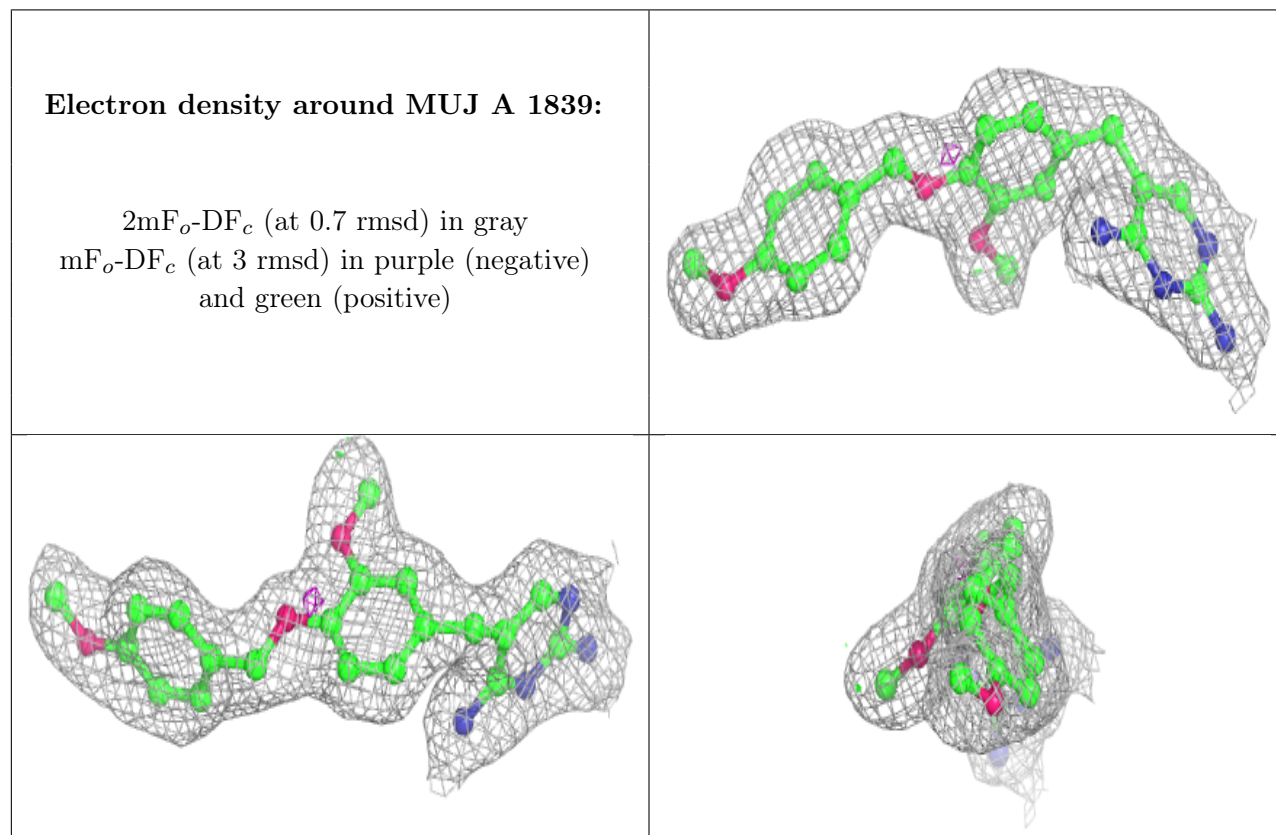 Electron density around MUJ A 1839:
2mFo-DFc (at 0.7 rmsd) in gray
mFo-DFc (at 3 rmsd) in purple (negative)
and green (positive)